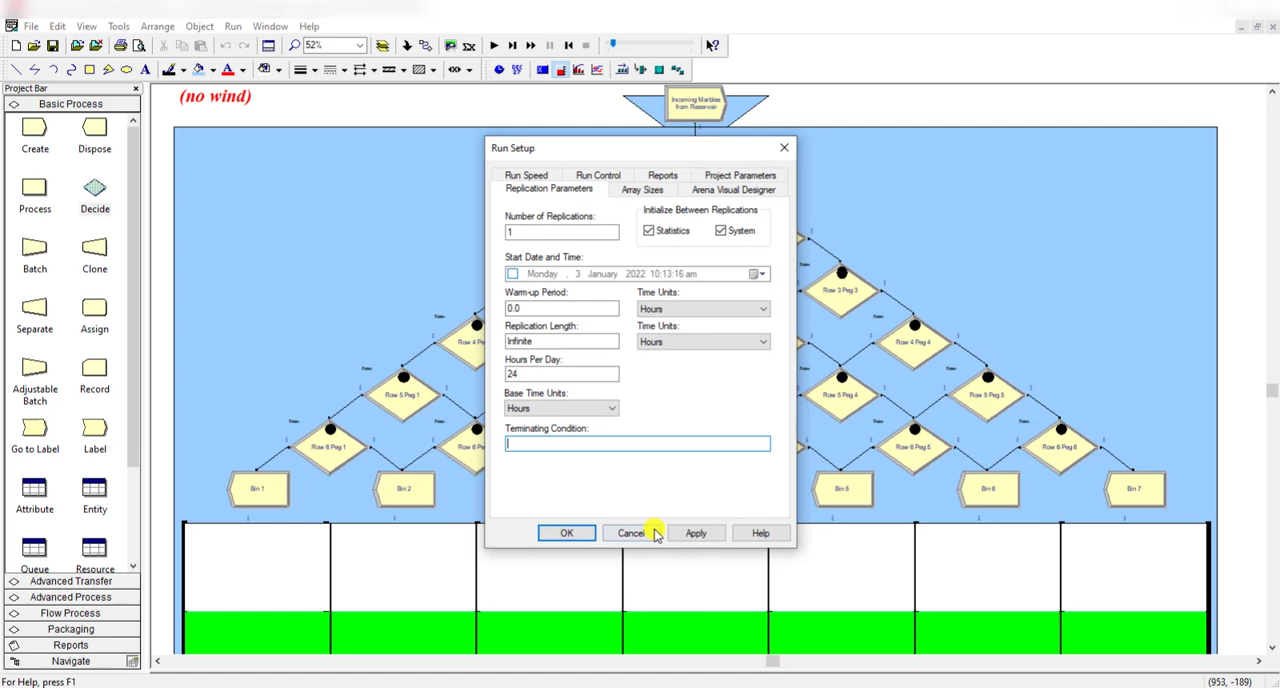 File Edit View Tools Arrange Object Run Window Help
52%
Project Bar
Basic Process
Create Dispose
Process Decide
Batch Clone
Separate Assign
Adjustable Batch Record
Go to Label Label
Attribute Entity
Queue Resource
Advanced Transfer
Advanced Process
Flow Process
Packaging
Reports
Navigate
(no wind)
Incoming Marbles
from Reservoir
Run Setup
Run Speed Run Control Reports Project Parameters
Replication Parameters Array Sizes Arena Visual Designer
Number of Replications:
1
Initialize Between Replications
Statistics System
Start Date and Time:
Monday , 3 January 2022 10:13:16 am
Warm-up Period: Time Units:
0.0 Hours
Replication Length: Time Units:
Infinite Hours
Hours Per Day:
24
Base Time Units:
Hours
Terminating Condition:
OK Cancel Apply Help
Row 3 Peg 3
Row 4 Pe Row 4 Peg 4
Row 5 Peg 1 Row 5 Peg 4 Row 5 Peg 5
Row 6 Peg 1 Row 6 Pe Row 6 Peg 5 Row 6 Peg 6
Bin 1 Bin 2 Bin 5 Bin 6 Bin 7
For Help, press F1
(953, -189)